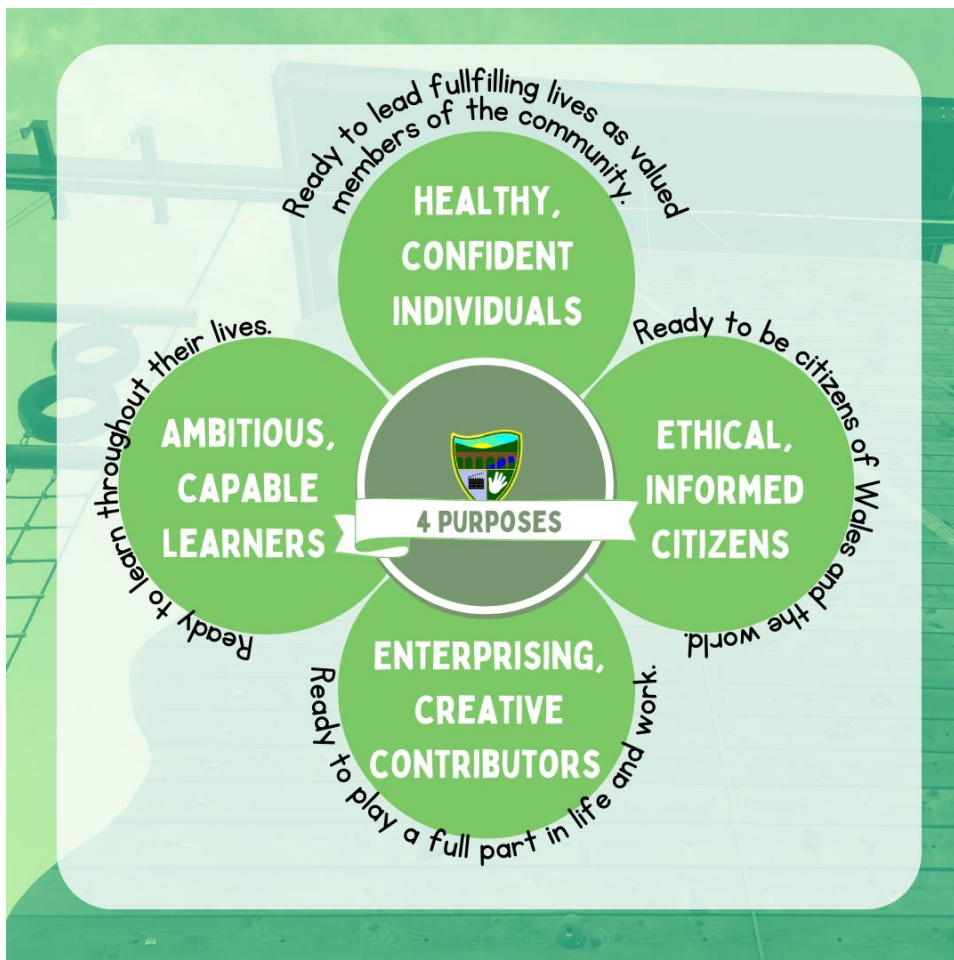 Ready to lead fullfilling lives as valued
members of the community.
HEALTHY,
CONFIDENT
INDIVIDUALS
Ready to learn throughout their lives.
AMBITIOUS,
CAPABLE
LEARNERS
4 PURPOSES
Ready to be citizens of Wales and the world.
ETHICAL,
INFORMED
CITIZENS
ENTERPRISING,
CREATIVE
CONTRIBUTORS
Ready to play a full part in life and work.